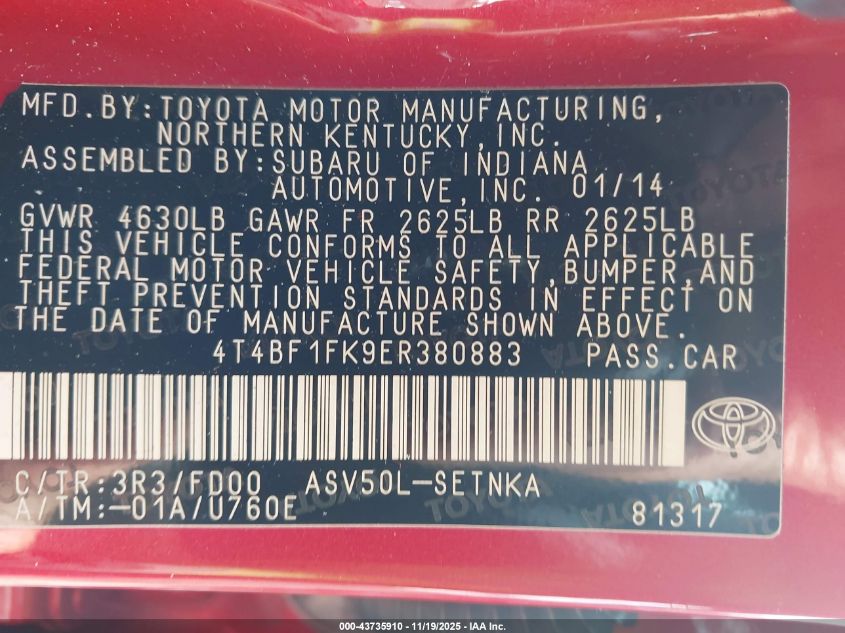 MFD.BY:TOYOTA MOTOR MANUFACTURING,
NORTHERN KENTUCKY,INC.
ASSEMBLED BY:SUBARU OF INDIANA
AUTOMOTIVE,INC. 01/14
GVWR 4630LB GAWR FR 2625LB RR 2625LB
THIS VEHICLE CONFORMS TO ALL APPLICABLE
FEDERAL MOTOR VEHICLE SAFETY,BUMPER,AND
THEFT PREVENTION STANDARDS IN EFFECT ON
THE DATE OF MANUFACTURE SHOWN ABOVE.
4T4BF1FK9ER380883 PASS.CAR
C/TR:3R3/FD00 ASV50L-SETNKA
A/TM:-01A/U760E 81317
000-43735910 - 11/19/2025 - IAA Inc.